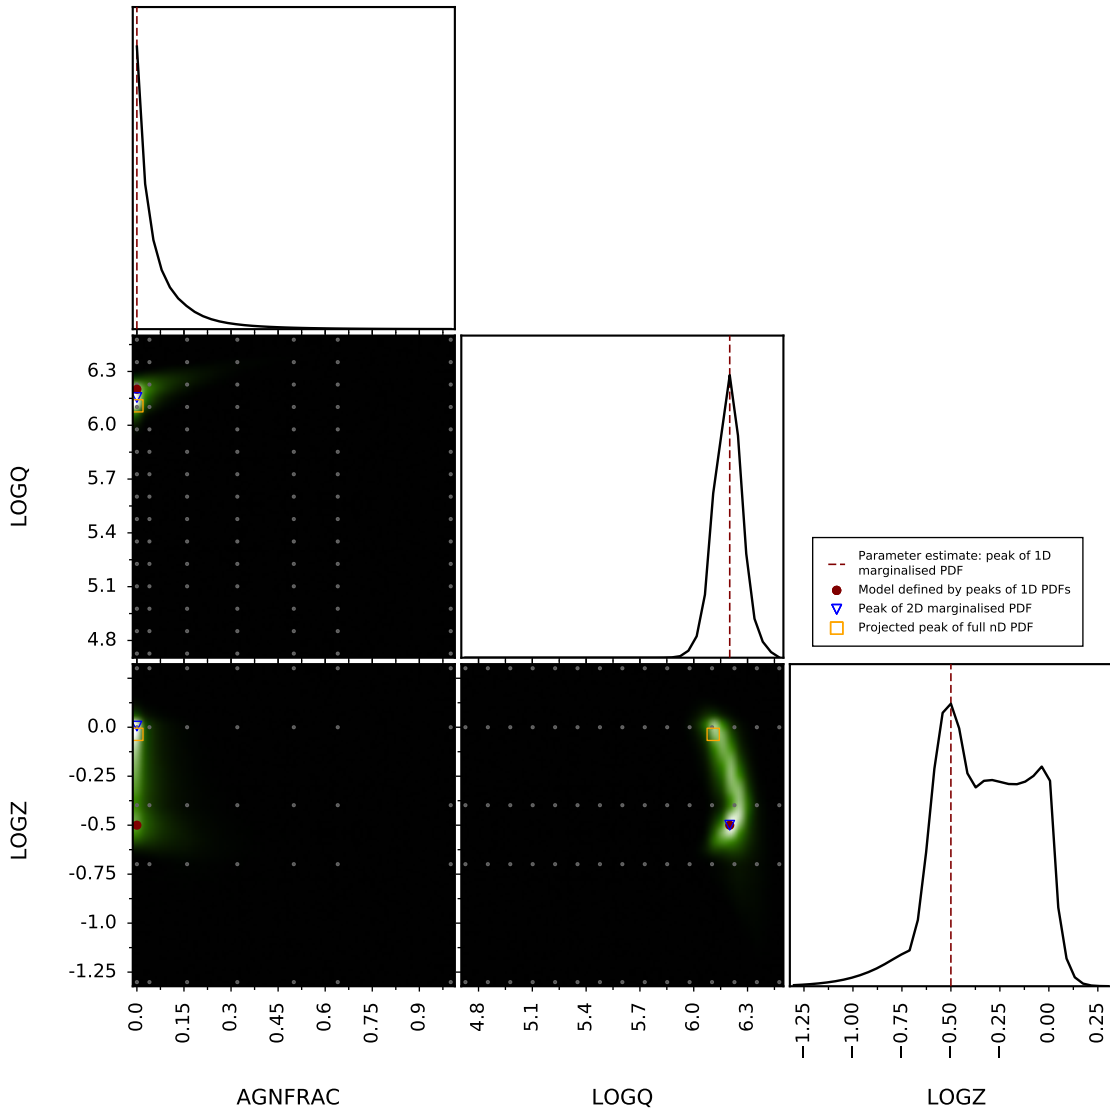 6.3
6.0
5.7
5.4
5.1
4.8
LOGQ
Parameter estimate: peak of 1D
marginalised PDF
Model defined by peaks of 1D PDFs
Peak of 2D marginalised PDF
Projected peak of full nD PDF
0.0
-0.25
-0.5
-0.75
-1.0
-1.25
LOGZ
0.0 0.15 0.3 0.45 0.6 0.75 0.9
4.8 5.1 5.4 5.7 6.0 6.3
−1.25 −1.00 −0.75 −0.50 −0.25 0.00 0.25
AGNFRAC LOGQ LOGZ